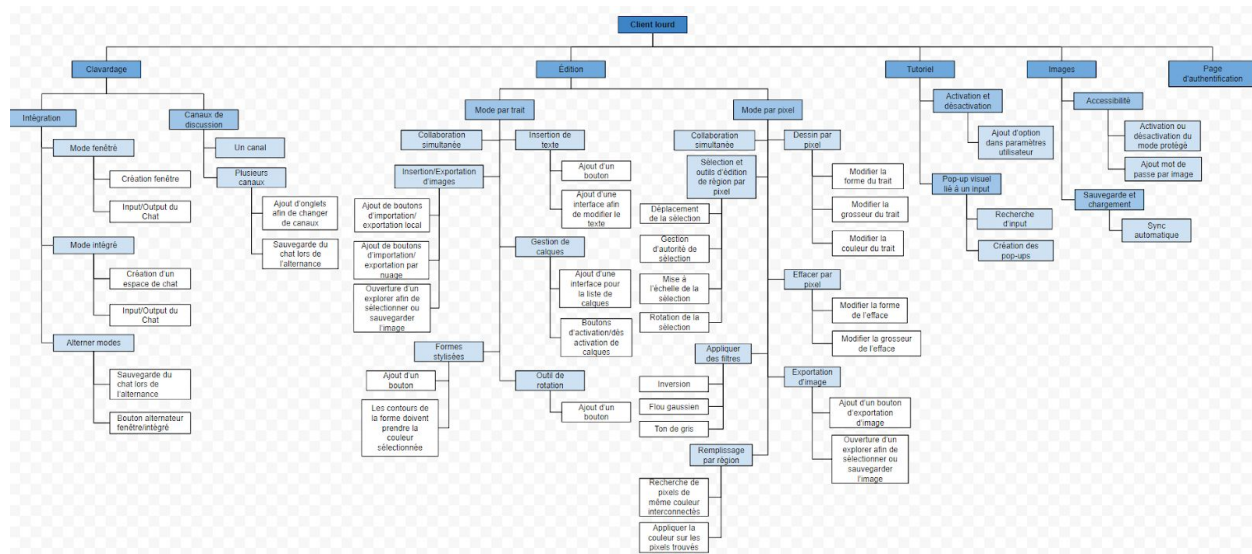 Client lourd
Clavardage
Édition
Tutoriel
Images
Page
d'authentification
Intégration
Mode fenêtré
Création fenêtre
Input/Output du
Chat
Mode intégré
Création d'un
espace de chat
Input/Output du
Chat
Alterner modes
Sauvegarde du
chat lors de
l'alternance
Bouton alternateur
fenêtre/intégré
Canaux de
discussion
Un canal
Plusieurs
canaux
Ajout d'onglets
afin de changer
de canaux
Sauvegarde du
chat lors de
l'alternance
Mode par trait
Collaboration
simultanée
Insertion/Exportation
d'images
Ajout de boutons
d'importation/
exportation local
Ajout de boutons
d'importation/
exportation par
nuage
Ouverture d'un
explorer afin de
sélectionner ou
sauvegarder
l'image
Formes
stylisées
Ajout d'un
bouton
Les contours de
la forme doivent
prendre la
couleur
sélectionnée
Insertion de
texte
Ajout d'un
bouton
Ajout d'une
interface afin
de modifier le
texte
Gestion de
calques
Ajout d'une
interface pour
la liste de
calques
Boutons
d'activation/dès
activation de
calques
Outil de
rotation
Ajout d'un
bouton
Mode par pixel
Collaboration
simultanée
Sélection et
outils d'édition
de région par
pixel
Déplacement
de la sélection
Gestion
d'autorité de
sélection
Mise à
l'échelle de la
sélection
Rotation de la
sélection
Appliquer
des filtres
Inversion
Flou gaussien
Ton de gris
Remplissage
par région
Recherche de
pixels de
même couleur
interconnectés
Appliquer la
couleur sur les
pixels trouvés
Dessin par
pixel
Modifier la
forme du trait
Modifier la
grosseur du trait
Modifier la
couleur du trait
Effacer par
pixel
Modifier la forme
de l'efface
Modifier la grosseur
de l'efface
Exportation
d'image
Ajout d'un bouton
d'exportation
d'image
Ouverture d'un
explorer afin de
sélectionner ou
sauvegarder
l'image
Activation et
désactivation
Ajout d'option
dans paramètres
utilisateur
Pop-up visuel
lié à un input
Recherche
d'input
Création des
pop-ups
Accessibilité
Activation ou
désactivation du
mode protégé
Ajout mot de
passe par image
Sauvegarde et
chargement
Sync
automatique